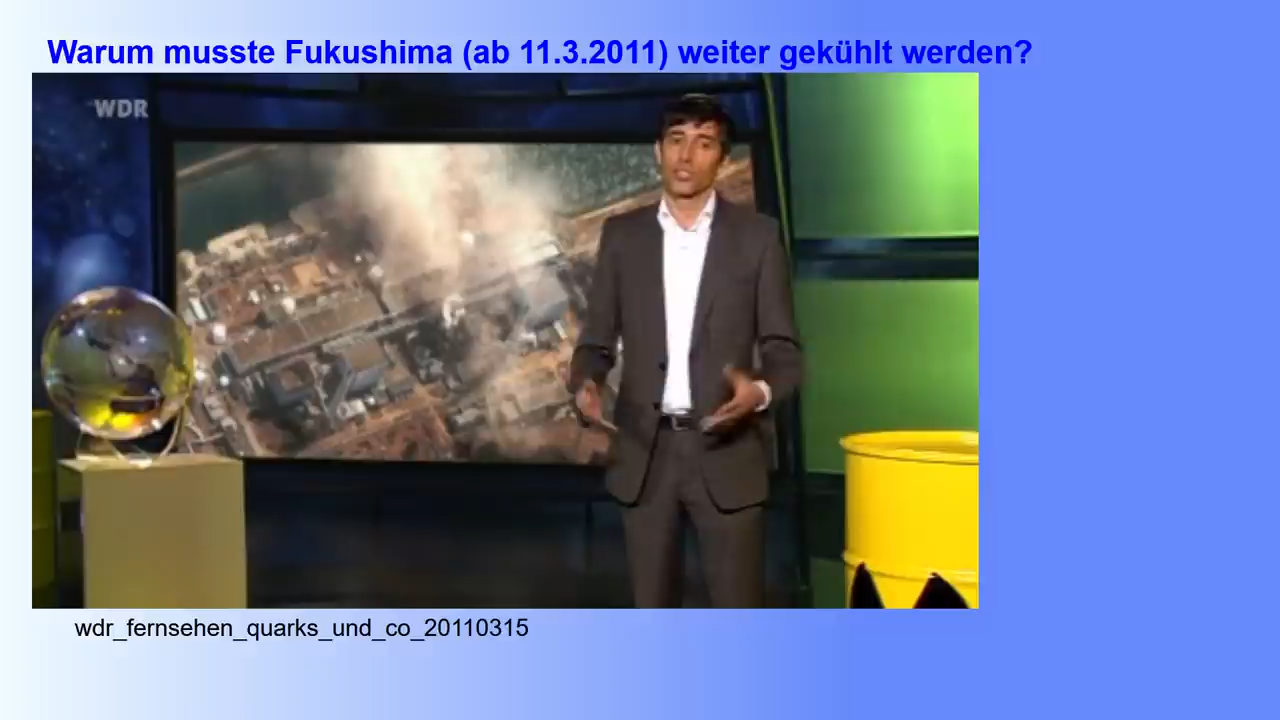 Warum musste Fukushima (ab 11.3.2011) weiter gekühlt werden?
WDR
wdr_fernsehen_quarks_und_co_20110315